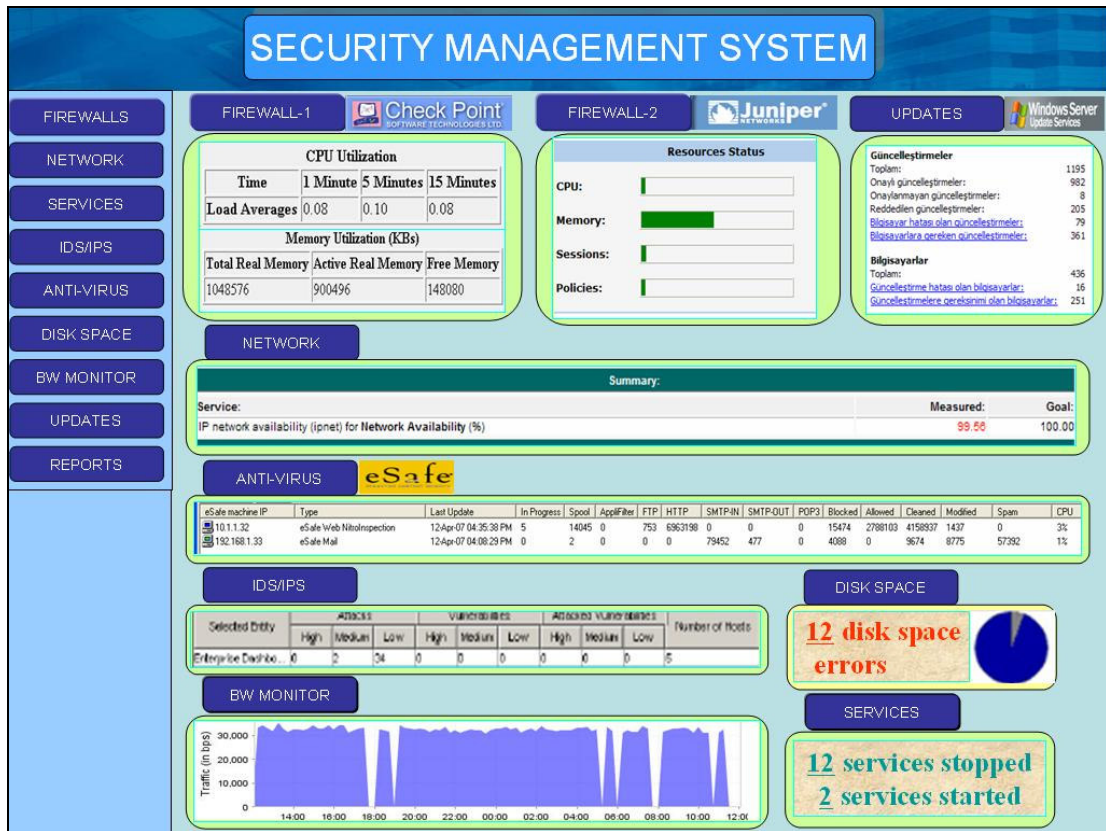 SECURITY MANAGEMENT SYSTEM
FIREWALLS
NETWORK
SERVICES
IDS/IPS
ANTI-VIRUS
DISK SPACE
BW MONITOR
UPDATES
REPORTS
FIREWALL-1
Check Point
SOFTWARE TECHNOLOGIES LTD.
CPU Utilization
Time 1 Minute 5 Minutes 15 Minutes
Load Averages 0.08 0.10 0.08
Memory Utilization (KBs)
Total Real Memory Active Real Memory Free Memory
1048576 900496 148080
FIREWALL-2
Juniper
NETWORKS
Resources Status
CPU:
Memory:
Sessions:
Policies:
UPDATES
Windows Server
Update Services
Güncelleştirmeler
Toplam: 1195
Onaylı güncelleştirmeler: 982
Onaylanmayan güncelleştirmeler: 8
Reddedilen güncelleştirmeler: 205
Bilgisayar hatası olan güncelleştirmeler: 79
Bilgisayarlara gereken güncelleştirmeler: 361
Bilgisayarlar
Toplam: 436
Güncelleştirme hatası olan bilgisayarlar: 16
Güncelleştirmelere gereksinimi olan bilgisayarlar: 251
NETWORK
Summary:
Service: Measured: Goal:
IP network availability (ipnet) for Network Availability (%) 99.56 100.00
ANTI-VIRUS
eSafe
eSafe machine IP Type Last Update In Progress Spool AppliFilter FTP HTTP SMTP-IN SMTP-OUT POP3 Blocked Allowed Cleaned Modified Spam CPU
10.1.1.32 eSafe Web NitroInspection 12-Apr-07 04:35:38 PM 5 14045 0 753 6963198 0 0 0 15474 2788103 4158937 1437 0 3%
192.168.1.33 eSafe Mail 12-Apr-07 04:08:29 PM 0 2 0 0 0 79452 477 0 4088 0 9674 8775 57392 1%
IDS/IPS
Attacks Vulnerabilities Attacked Vulnerabilities
Selected Entity High Medium Low High Medium Low High Medium Low Number of Hosts
Enterprise Dashbo... 0 2 34 0 0 0 0 0 0 5
DISK SPACE
12 disk space
errors
BW MONITOR
Traffic (in bps)
30,000
20,000
10,000
0
14:00 16:00 18:00 20:00 22:00 00:00 02:00 04:00 06:00 08:00 10:00 12:00
SERVICES
12 services stopped
2 services started